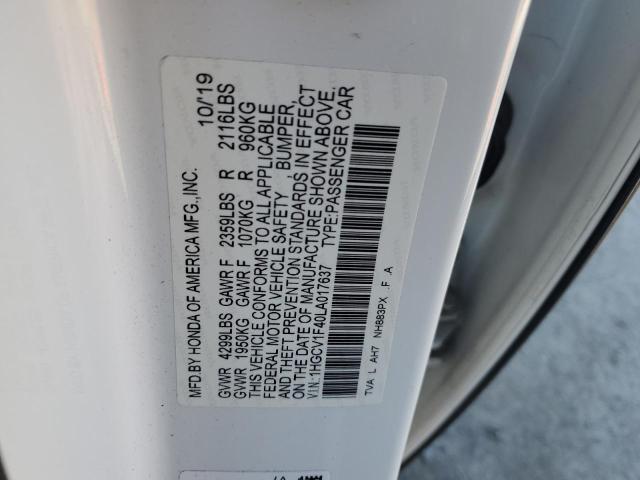 MFD.BY HONDA OF AMERICA MFG.,INC. 10/19
GVWR 4299LBS GAWR F 2359LBS R 2116LBS
GVWR 1950KG GAWR F 1070KG R 960KG
THIS VEHICLE CONFORMS TO ALL APPLICABLE
FEDERAL MOTOR VEHICLE SAFETY , BUMPER,
AND THEFT PREVENTION STANDARDS IN EFFECT
ON THE DATE OF MANUFACTURE SHOWN ABOVE.
V.I.N.:1HGCV1F40LA017637 TYPE:PASSENGER CAR
TVA L AH7 NH883PX .F .A